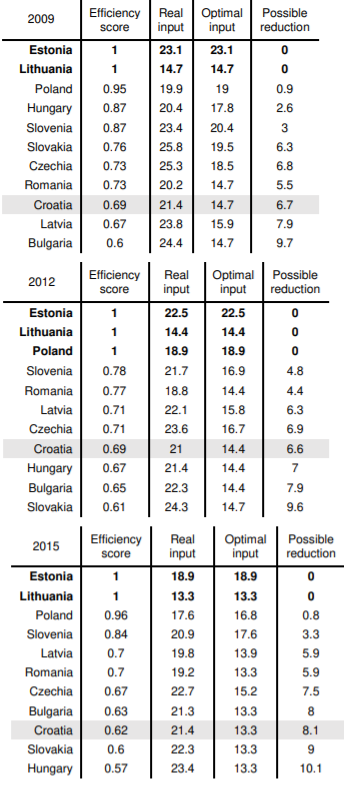 2009 Efficiency score Real input Optimal input Possible reduction
Estonia 1 23.1 23.1 0
Lithuania 1 14.7 14.7 0
Poland 0.95 19.9 19 0.9
Hungary 0.87 20.4 17.8 2.6
Slovenia 0.87 23.4 20.4 3
Slovakia 0.76 25.8 19.5 6.3
Czechia 0.73 25.3 18.5 6.8
Romania 0.73 20.2 14.7 5.5
Croatia 0.69 21.4 14.7 6.7
Latvia 0.67 23.8 15.9 7.9
Bulgaria 0.6 24.4 14.7 9.7
2012 Efficiency score Real input Optimal input Possible reduction
Estonia 1 22.5 22.5 0
Lithuania 1 14.4 14.4 0
Poland 1 18.9 18.9 0
Slovenia 0.78 21.7 16.9 4.8
Romania 0.77 18.8 14.4 4.4
Latvia 0.71 22.1 15.8 6.3
Czechia 0.71 23.6 16.7 6.9
Croatia 0.69 21 14.4 6.6
Hungary 0.67 21.4 14.4 7
Bulgaria 0.65 22.3 14.4 7.9
Slovakia 0.61 24.3 14.7 9.6
2015 Efficiency score Real input Optimal input Possible reduction
Estonia 1 18.9 18.9 0
Lithuania 1 13.3 13.3 0
Poland 0.96 17.6 16.8 0.8
Slovenia 0.84 20.9 17.6 3.3
Latvia 0.7 19.8 13.9 5.9
Romania 0.7 19.2 13.3 5.9
Czechia 0.67 22.7 15.2 7.5
Bulgaria 0.63 21.3 13.3 8
Croatia 0.62 21.4 13.3 8.1
Slovakia 0.6 22.3 13.3 9
Hungary 0.57 23.4 13.3 10.1